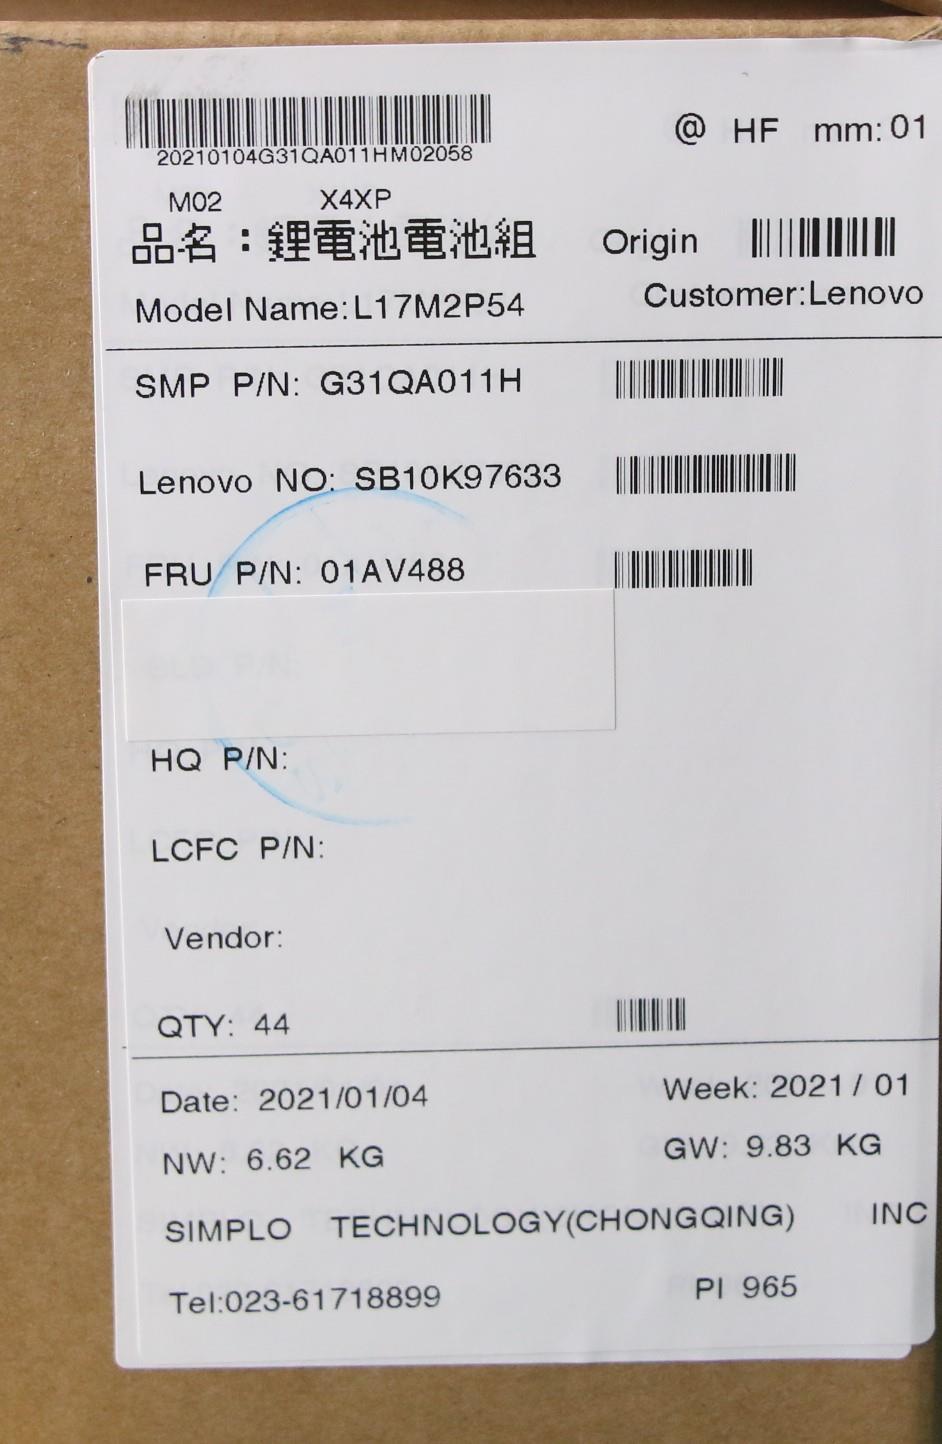 20210104G31QA011HM02058
@ HF mm: 01
M02 X4XP
品名：鋰電池電池組 Origin
Model Name: L17M2P54 Customer:Lenovo
SMP P/N: G31QA011H
Lenovo NO: SB10K97633
FRU P/N: 01AV488
HQ P/N:
LCFC P/N:
Vendor:
QTY: 44
Date: 2021/01/04 Week: 2021 / 01
NW: 6.62 KG GW: 9.83 KG
SIMPLO TECHNOLOGY(CHONGQING) INC
Tel:023-61718899 PI 965